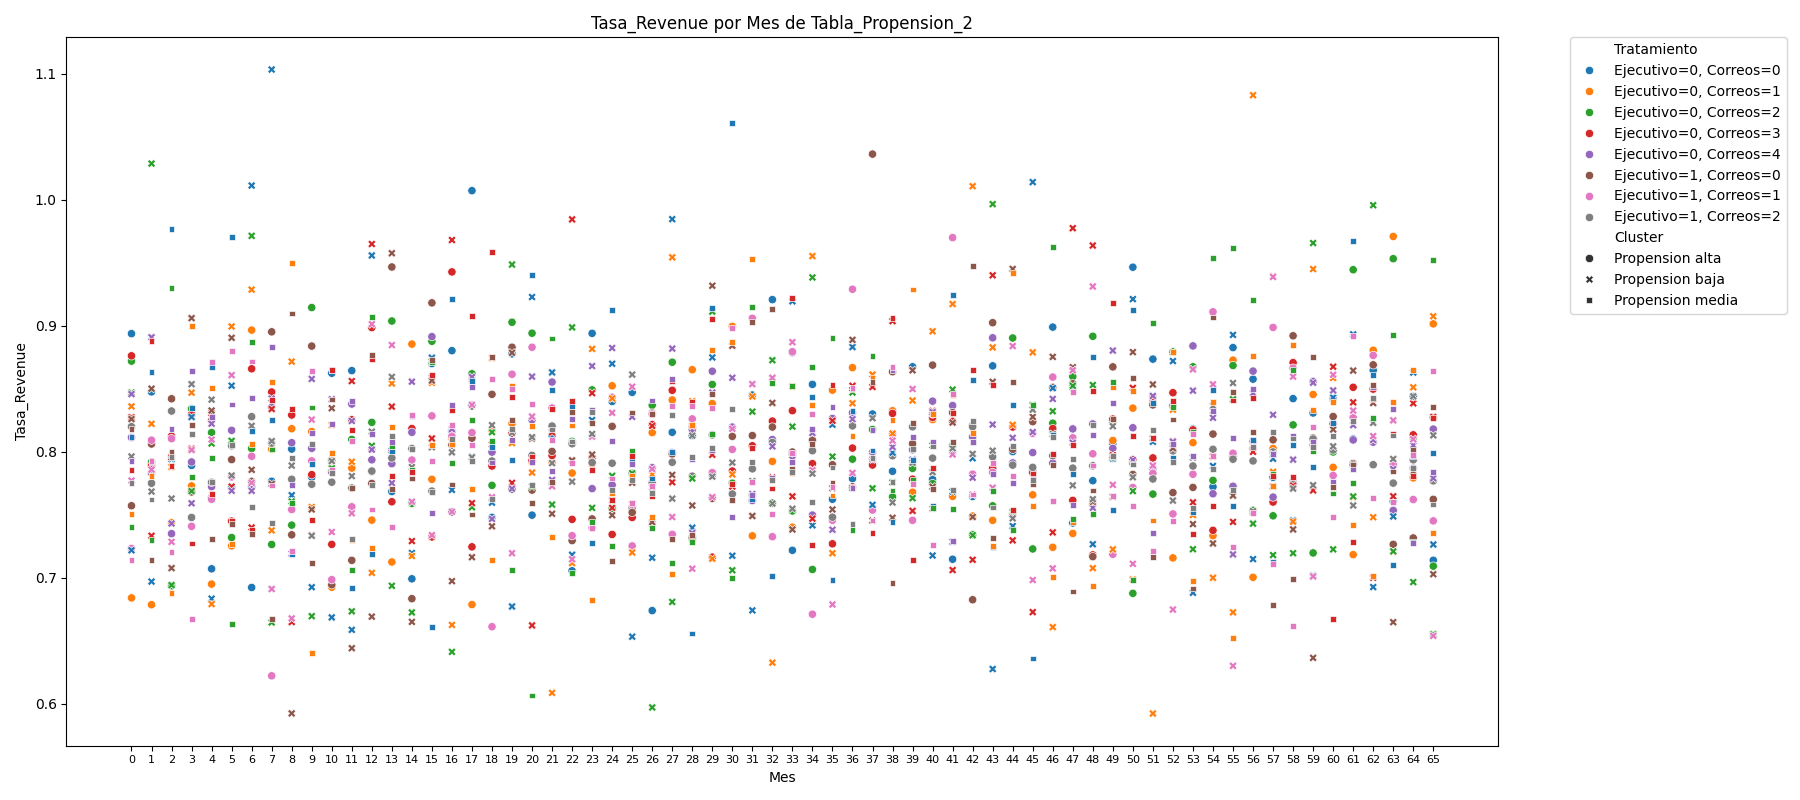 Tasa_Revenue por Mes de Tabla_Propension_2
Tratamiento
Ejecutivo=0, Correos=0
Ejecutivo=0, Correos=1
Ejecutivo=0, Correos=2
Ejecutivo=0, Correos=3
Ejecutivo=0, Correos=4
Ejecutivo=1, Correos=0
Ejecutivo=1, Correos=1
Ejecutivo=1, Correos=2
Cluster
Propension alta
Propension baja
Propension media
Tasa_Revenue
1.1
1.0
0.9
0.8
0.7
0.6
0 1 2 3 4 5 6 7 8 9 10 11 12 13 14 15 16 17 18 19 20 21 22 23 24 25 26 27 28 29 30 31 32 33 34 35 36 37 38 39 40 41 42 43 44 45 46 47 48 49 50 51 52 53 54 55 56 57 58 59 60 61 62 63 64 65
Mes